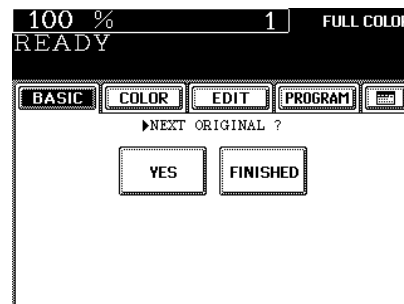 100 % 1 FULL COLOR
READY
BASIC COLOR EDIT PROGRAM
▶NEXT ORIGINAL ?
YES FINISHED